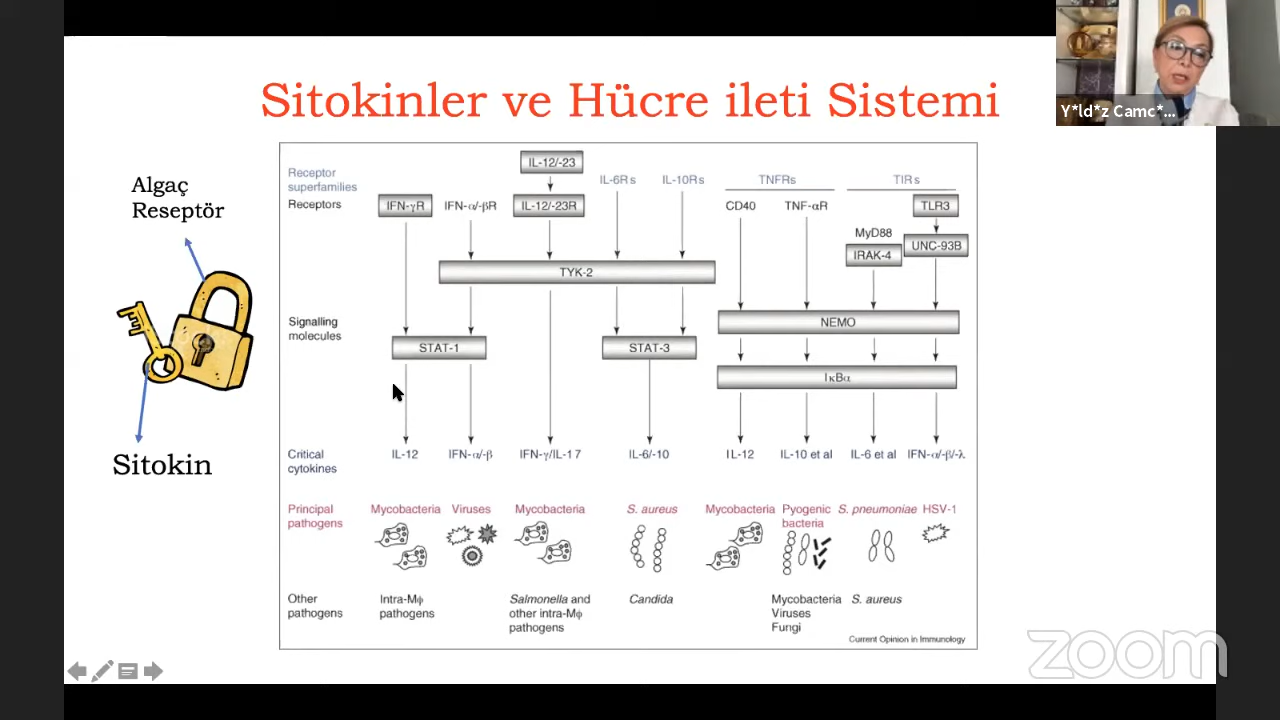 Sitokinler ve Hücre ileti Sistemi
Y*ld*z Camc*...
Algaç
Reseptör
Sitokin
Receptor
superfamilies
IL-12/-23
IL-6Rs
IL-10Rs
TNFRs
TIRs
Receptors
IFN-γR
IFN-α/-βR
IL-12/-23R
CD40
TNF-αR
TLR3
MyD88
IRAK-4
UNC-93B
TYK-2
Signalling
molecules
STAT-1
STAT-3
NEMO
IκBα
Critical
cytokines
IL-12
IFN-α/-β
IFN-γ/IL-17
IL-6/-10
IL-12
IL-10 et al
IL-6 et al
IFN-α/-β/-λ
Principal
pathogens
Mycobacteria
Viruses
Mycobacteria
S. aureus
Mycobacteria
Pyogenic
bacteria
S. pneumoniae
HSV-1
Other
pathogens
Intra-Mφ
pathogens
Salmonella and
other intra-Mφ
pathogens
Candida
Mycobacteria
Viruses
Fungi
S. aureus
Current Opinion in Immunology
zoom